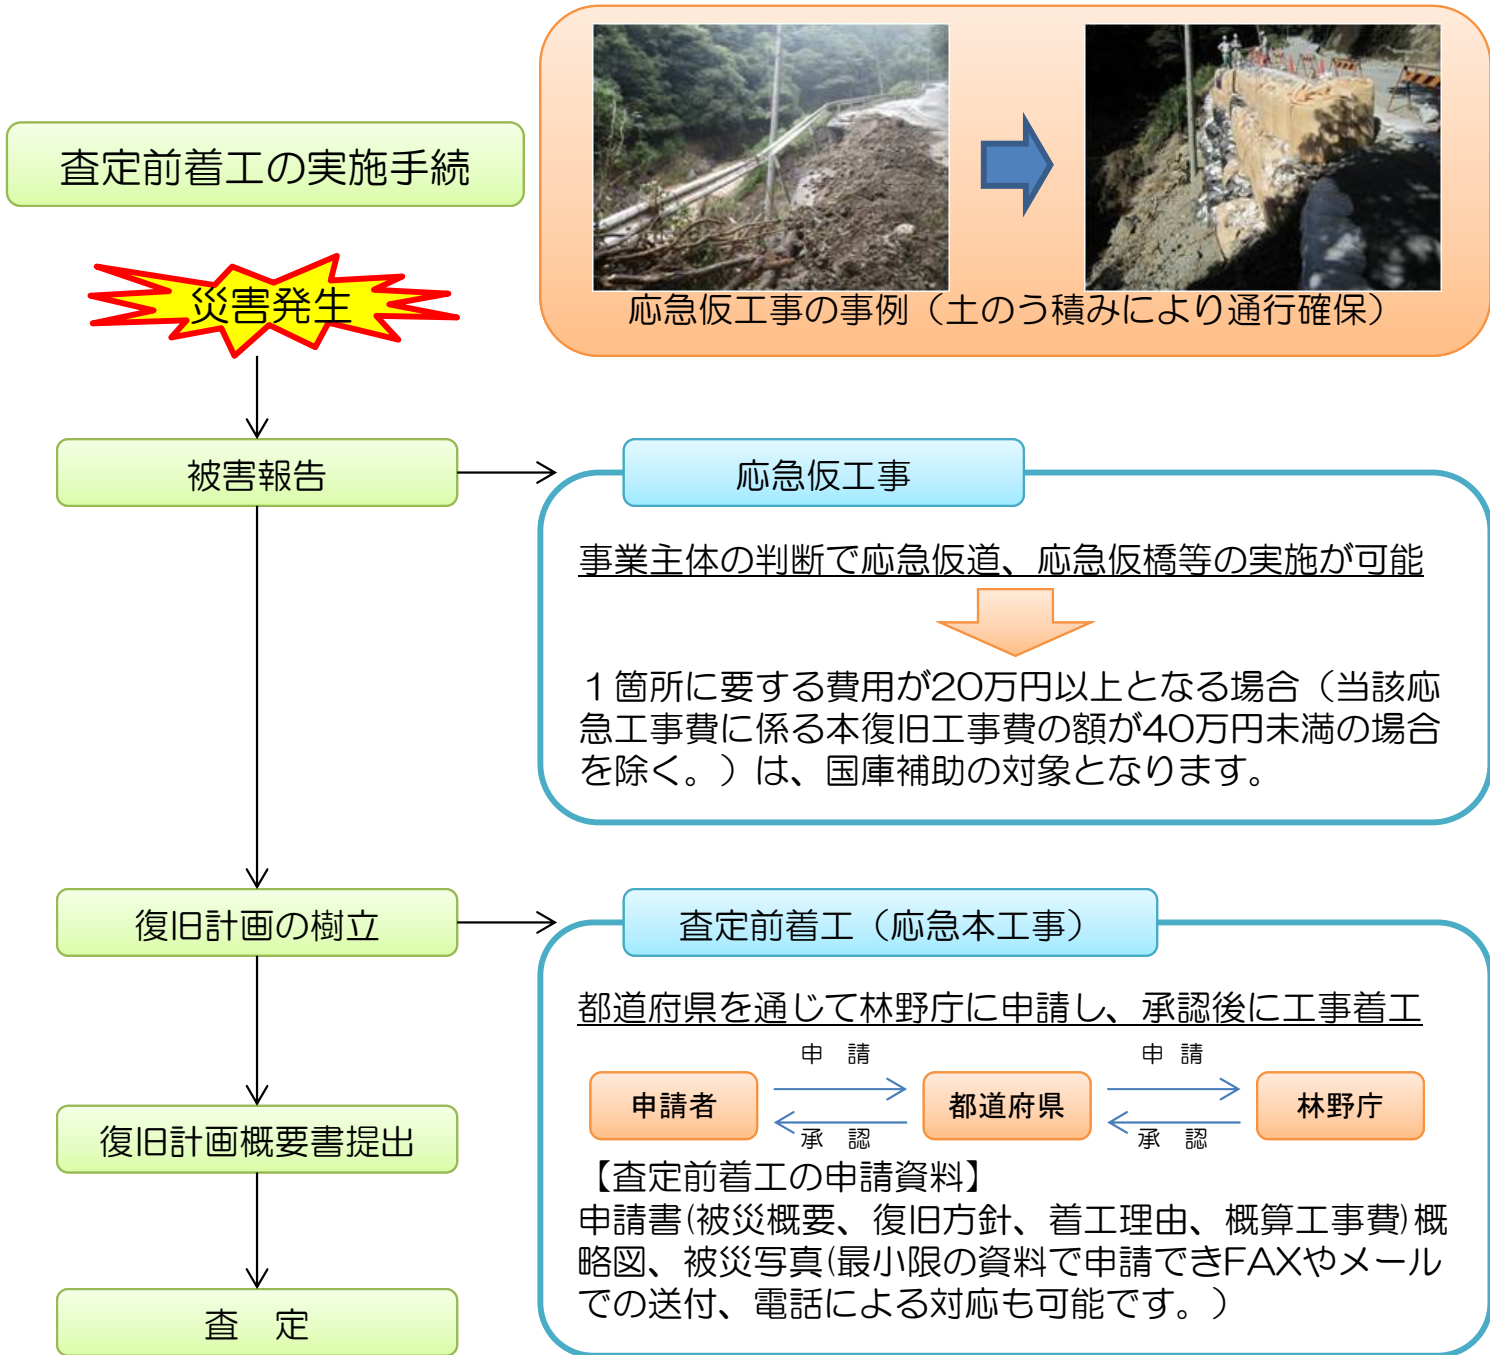 査定前着工の実施手続
応急仮工事の事例（土のう積みにより通行確保）
災害発生
被害報告
応急仮工事
事業主体の判断で応急仮道、応急仮橋等の実施が可能
１箇所に要する費用が20万円以上となる場合（当該応
急工事費に係る本復旧工事費の額が40万円未満の場合
を除く。）は、国庫補助の対象となります。
復旧計画の樹立
査定前着工（応急本工事）
都道府県を通じて林野庁に申請し、承認後に工事着工
申　請
申　請
申請者
都道府県
林野庁
承　認
承　認
【査定前着工の申請資料】
申請書(被災概要、復旧方針、着工理由、概算工事費)概
略図、被災写真(最小限の資料で申請できFAXやメール
での送付、電話による対応も可能です。）
復旧計画概要書提出
査　定